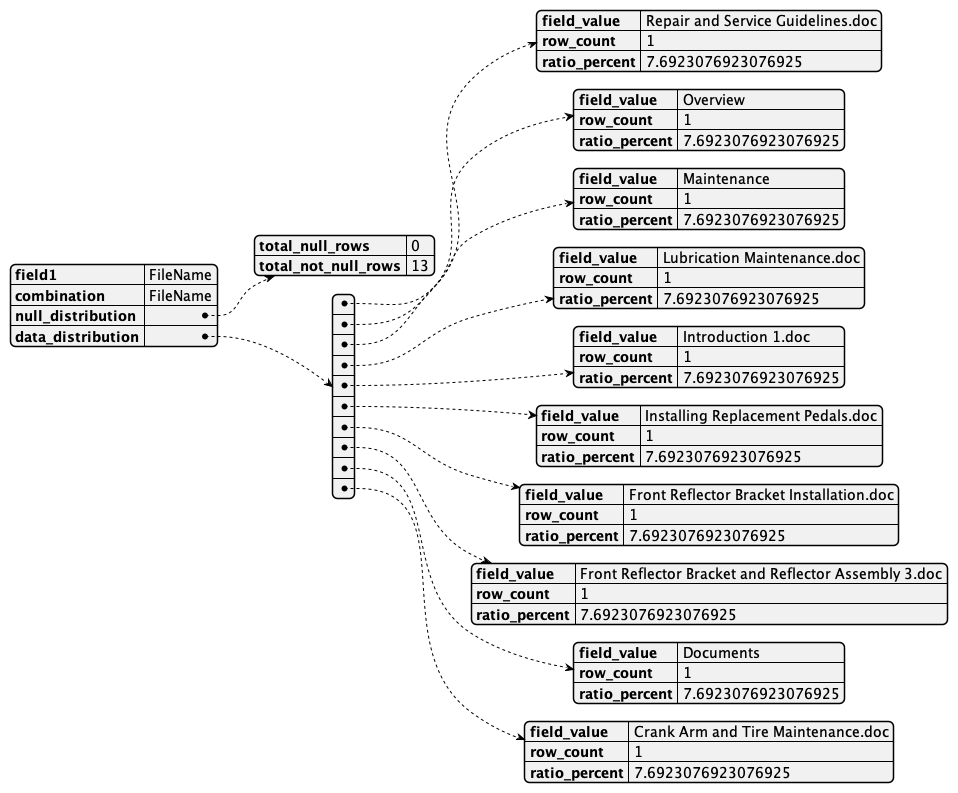 field_value Repair and Service Guidelines.doc
row_count 1
ratio_percent 7.6923076923076925
field_value Overview
row_count 1
ratio_percent 7.6923076923076925
field_value Maintenance
row_count 1
ratio_percent 7.6923076923076925
total_null_rows 0
total_not_null_rows 13
field1 FileName
combination FileName
null_distribution
data_distribution
field_value Lubrication Maintenance.doc
row_count 1
ratio_percent 7.6923076923076925
field_value Introduction 1.doc
row_count 1
ratio_percent 7.6923076923076925
field_value Installing Replacement Pedals.doc
row_count 1
ratio_percent 7.6923076923076925
field_value Front Reflector Bracket Installation.doc
row_count 1
ratio_percent 7.6923076923076925
field_value Front Reflector Bracket and Reflector Assembly 3.doc
row_count 1
ratio_percent 7.6923076923076925
field_value Documents
row_count 1
ratio_percent 7.6923076923076925
field_value Crank Arm and Tire Maintenance.doc
row_count 1
ratio_percent 7.6923076923076925